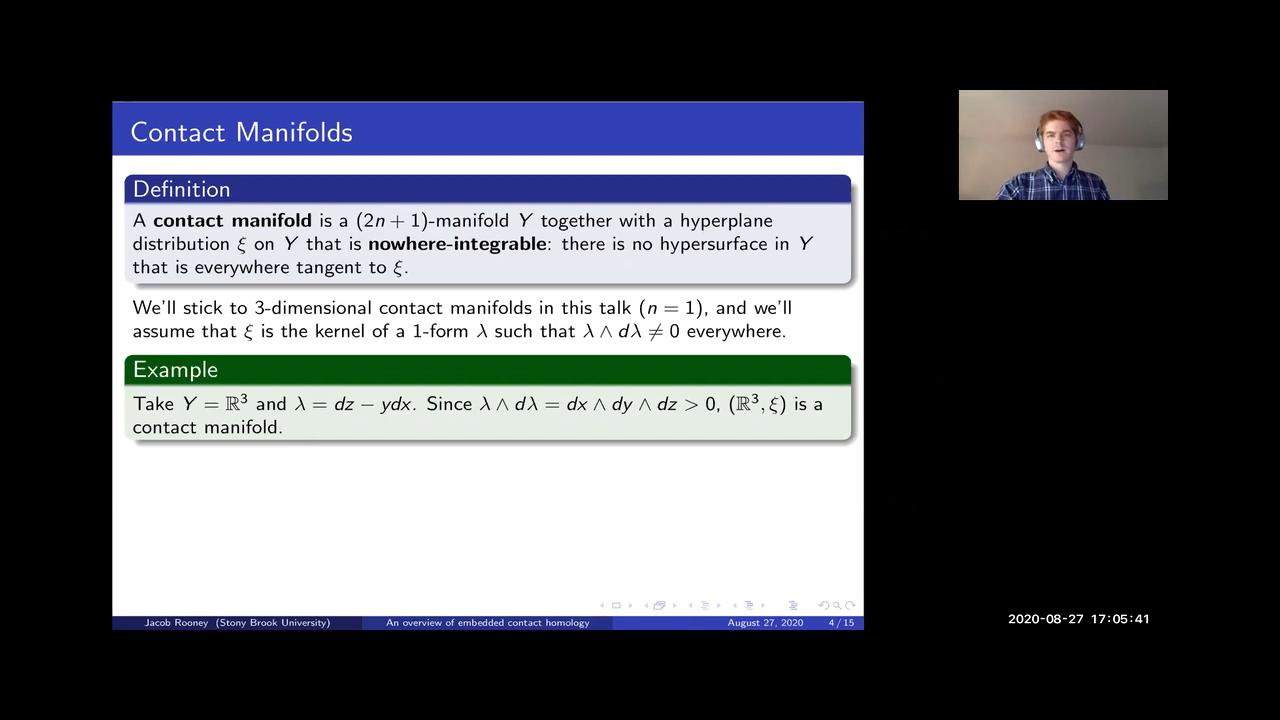 Contact Manifolds
Definition
A contact manifold is a (2n + 1)-manifold Y together with a hyperplane
distribution ξ on Y that is nowhere-integrable: there is no hypersurface in Y
that is everywhere tangent to ξ.
We'll stick to 3-dimensional contact manifolds in this talk (n = 1), and we'll
assume that ξ is the kernel of a 1-form λ such that λ ∧ dλ ≠ 0 everywhere.
Example
Take Y = ℝ³ and λ = dz − ydx. Since λ ∧ dλ = dx ∧ dy ∧ dz > 0, (ℝ³, ξ) is a
contact manifold.
Jacob Rooney (Stony Brook University) An overview of embedded contact homology August 27, 2020 4 / 15
2020-08-27 17:05:41